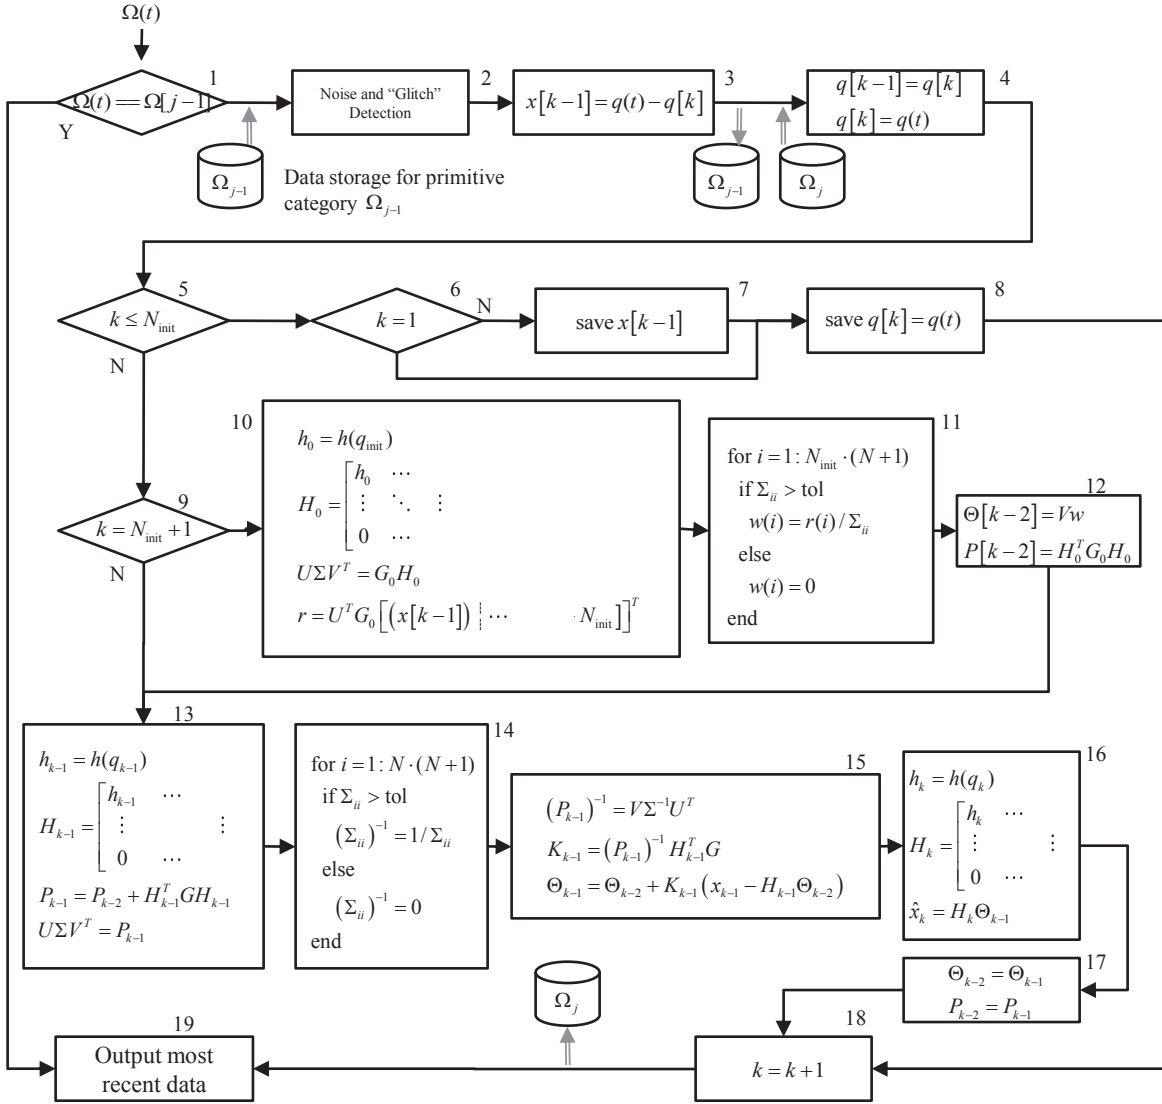 Ω(t)
1
Ω(t) == Ω[j−1]
Y
Noise and “Glitch”
Detection
2
x[k−1] = q(t) − q[k]
3
q[k−1] = q[k]
q[k] = q(t)
4
Ω_{j−1}
Data storage for primitive
category Ω_{j−1}
Ω_{j−1}
Ω_j
5
k ≤ N_init
N
6
k = 1
N
7
save x[k−1]
8
save q[k] = q(t)
9
k = N_init + 1
N
10
h_0 = h(q_init)
H_0 = [h_0 ⋯
⋮ ⋱ ⋮
0 ⋯
UΣV^T = G_0H_0
r = U^T G_0[(x[k−1]) ¦ ⋯ N_init]]^T
11
for i = 1 : N_init · (N+1)
if Σ_ii > tol
w(i) = r(i) / Σ_ii
else
w(i) = 0
end
12
Θ[k−2] = Vw
P[k−2] = H_0^T G_0 H_0
13
h_{k−1} = h(q_{k−1})
H_{k−1} = [h_{k−1} ⋯
⋮ ⋮
0 ⋯
P_{k−1} = P_{k−2} + H_{k−1}^T G H_{k−1}
UΣV^T = P_{k−1}
14
for i = 1 : N · (N+1)
if Σ_ii > tol
(Σ_ii)^{−1} = 1 / Σ_ii
else
(Σ_ii)^{−1} = 0
end
15
(P_{k−1})^{−1} = VΣ^{−1}U^T
K_{k−1} = (P_{k−1})^{−1} H_{k−1}^T G
Θ_{k−1} = Θ_{k−2} + K_{k−1}(x_{k−1} − H_{k−1}Θ_{k−2})
16
h_k = h(q_k)
H_k = [h_k ⋯
⋮ ⋮
0 ⋯
x̂_k = H_kΘ_{k−1}
17
Θ_{k−2} = Θ_{k−1}
P_{k−2} = P_{k−1}
18
k = k + 1
Ω_j
19
Output most
recent data